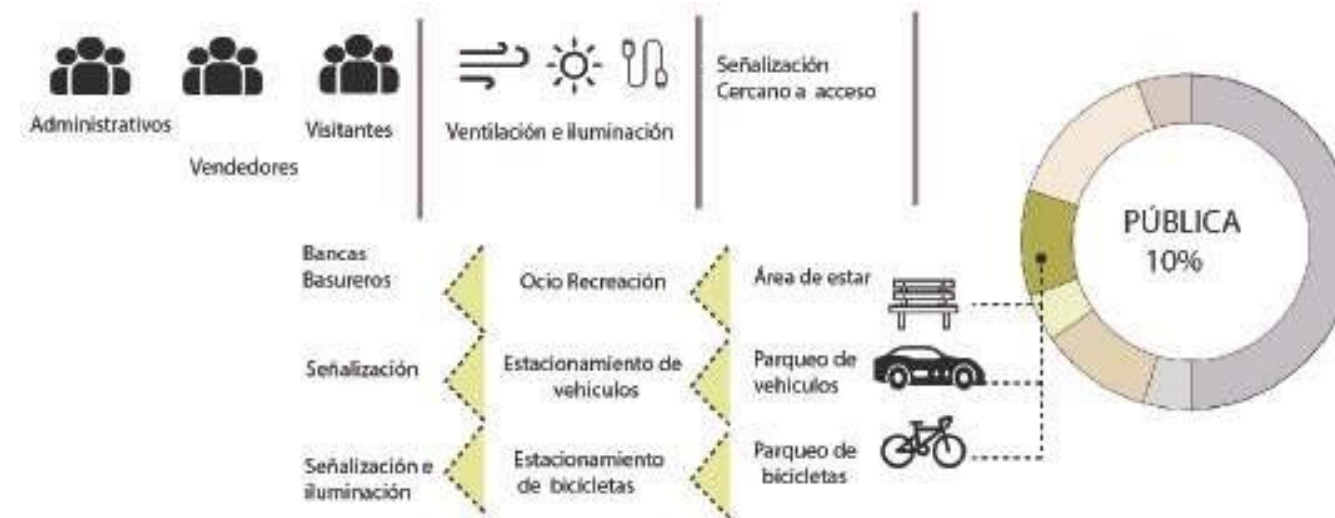 Administrativos
Vendedores
Visitantes
Ventilación e iluminación
Señalización
Cercano a acceso
PÚBLICA
10%
Bancas
Basureros
Ocio Recreación
Área de estar
Señalización
Estacionamiento de
vehiculos
Parqueo de
vehiculos
Señalización e
iluminación
Estacionamiento
de bicicletas
Parqueo de
bicicletas